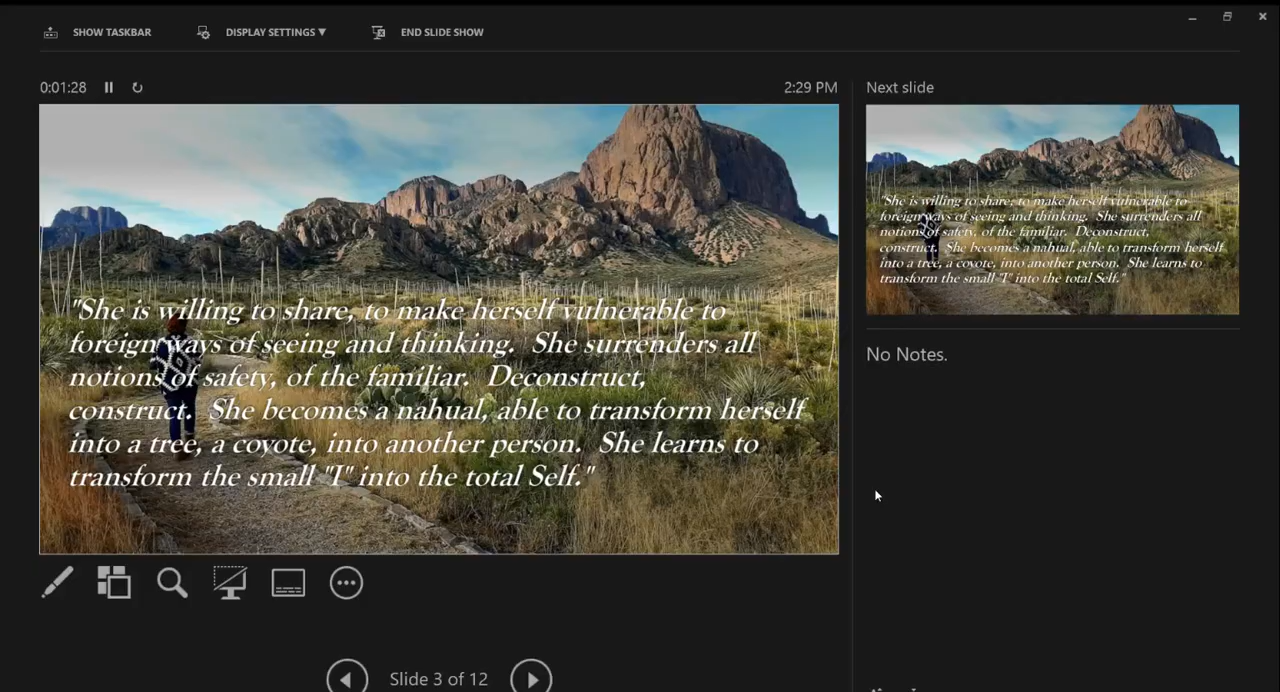 SHOW TASKBAR
DISPLAY SETTINGS ▼
END SLIDE SHOW
0:01:28
2:29 PM
"She is willing to share, to make herself vulnerable to
foreign ways of seeing and thinking.  She surrenders all
notions of safety, of the familiar.  Deconstruct,
construct.  She becomes a nahual, able to transform herself
into a tree, a coyote, into another person.  She learns to
transform the small "I" into the total Self."
Slide 3 of 12
Next slide
"She is willing to share, to make herself vulnerable to
foreign ways of seeing and thinking.  She surrenders all
notions of safety, of the familiar.  Deconstruct,
construct.  She becomes a nahual, able to transform herself
into a tree, a coyote, into another person.  She learns to
transform the small "I" into the total Self."
No Notes.